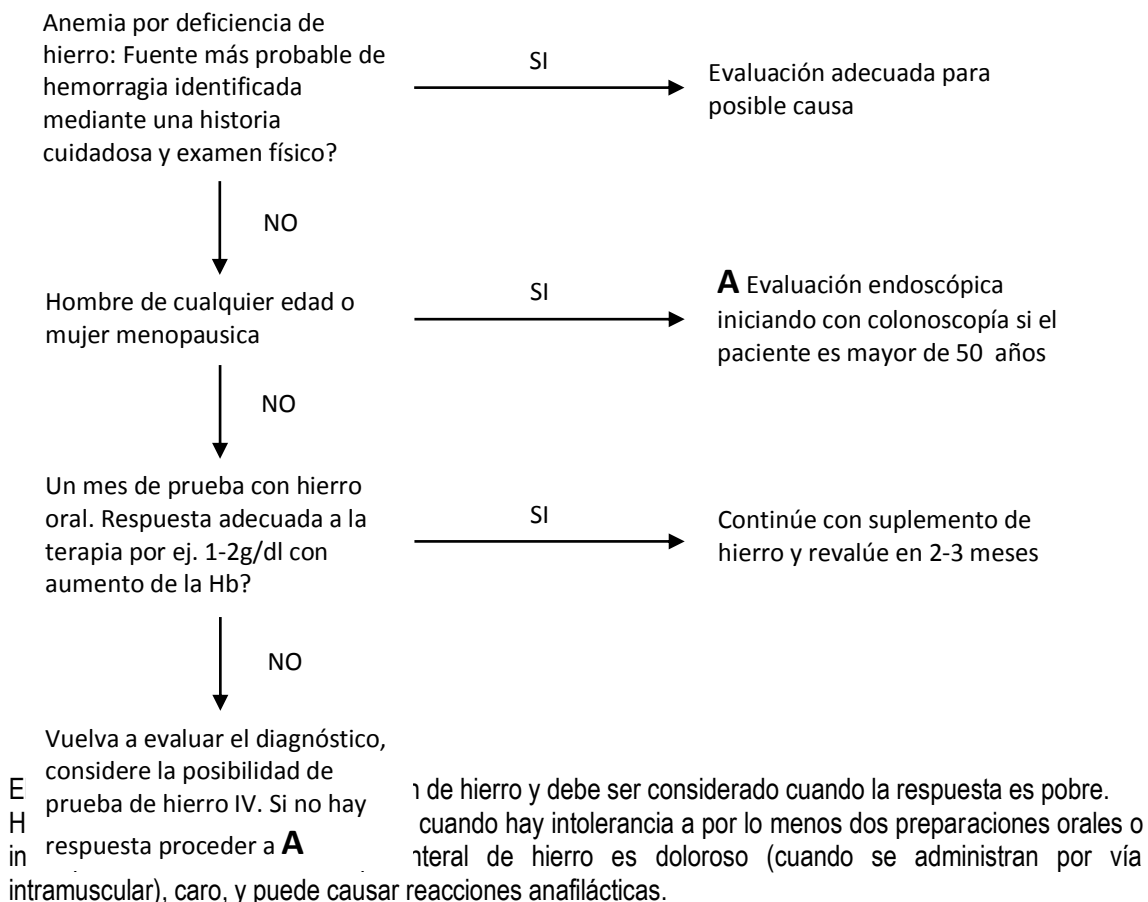 Anemia por deficiencia de
hierro: Fuente más probable de
hemorragia identificada
mediante una historia
cuidadosa y examen físico?
SI
Evaluación adecuada para
posible causa
NO
Hombre de cualquier edad o
mujer menopausica
SI
A Evaluación endoscópica
iniciando con colonoscopía si el
paciente es mayor de 50 años
NO
Un mes de prueba con hierro
oral. Respuesta adecuada a la
terapia por ej. 1-2g/dl con
aumento de la Hb?
SI
Continúe con suplemento de
hierro y revalúe en 2-3 meses
NO
Vuelva a evaluar el diagnóstico,
considere la posibilidad de
prueba de hierro IV. Si no hay
respuesta proceder a A
de hierro y debe ser considerado cuando la respuesta es pobre.
cuando hay intolerancia a por lo menos dos preparaciones orales o
de hierro es doloroso (cuando se administran por vía
intramuscular), caro, y puede causar reacciones anafilácticas.